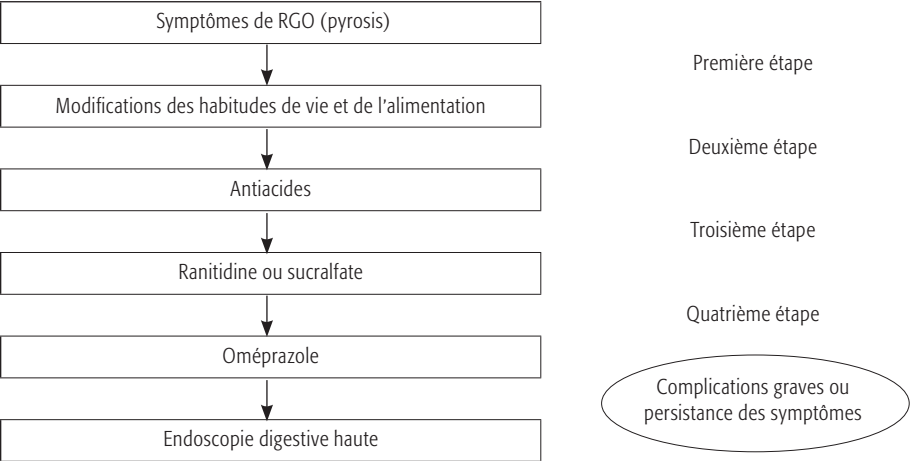 Symptômes de RGO (pyrosis)
Première étape
Modifications des habitudes de vie et de l'alimentation
Deuxième étape
Antiacides
Troisième étape
Ranitidine ou sucralfate
Quatrième étape
Oméprazole
Complications graves ou
persistance des symptômes
Endoscopie digestive haute